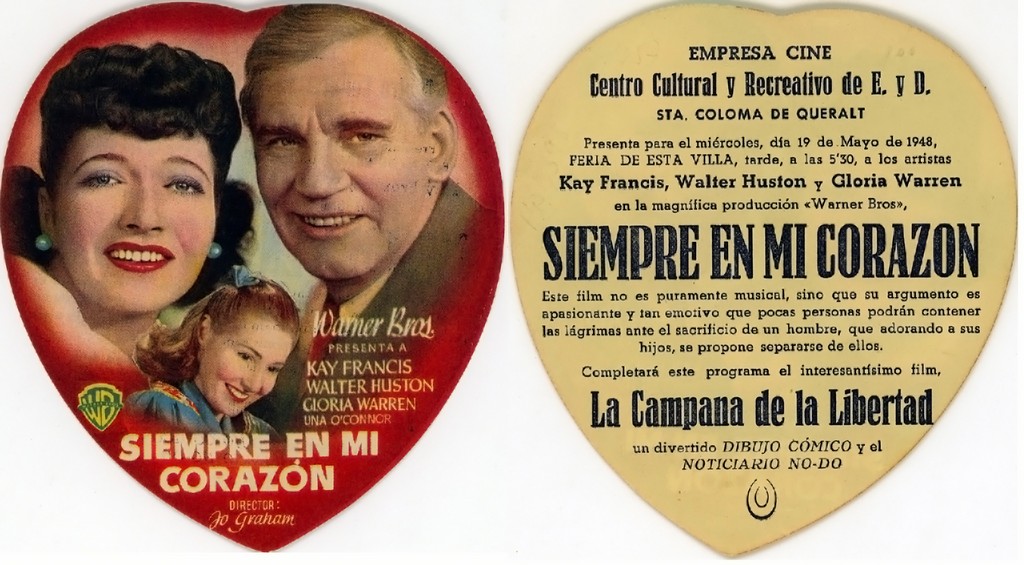 Warner Bros.
PRESENTA A
KAY FRANCIS
WALTER HUSTON
GLORIA WARREN
UNA O'CONNOR
WB
SIEMPRE EN MI
CORAZÓN
DIRECTOR:
Jo Graham
EMPRESA CINE
Centro Cultural y Recreativo de E. y D.
STA. COLOMA DE QUERALT
Presenta para el miércoles, día 19 de Mayo de 1948,
FERIA DE ESTA VILLA, tarde, a las 5'30, a los artistas
Kay Francis, Walter Huston y Gloria Warren
en la magnífica producción «Warner Bros»,
SIEMPRE EN MI CORAZON
Este film no es puramente musical, sino que su argumento es
apasionante y tan emotivo que pocas personas podrán contener
las lágrimas ante el sacrificio de un hombre, que adorando a sus
hijos, se propone separarse de ellos.
Completará este programa el interesantísimo film,
La Campana de la Libertad
un divertido DIBUJO CÓMICO y el
NOTICIARIO NO-DO